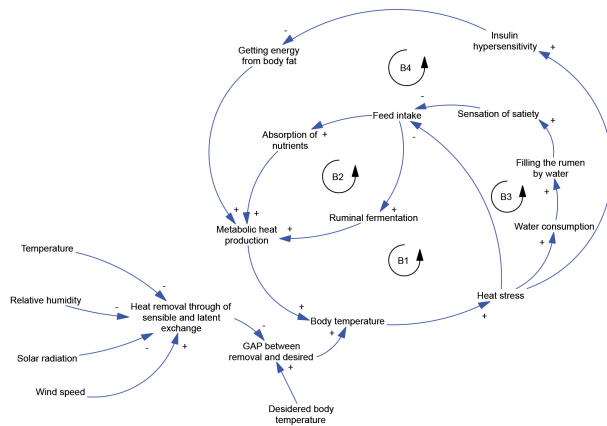 Insulin
hypersensitivity
-
+
Getting energy
from body fat
B4
-
Feed intake
Sensation of satiety
+
+
-
Absorption of
nutrients
B2
Filling the rumen
by water
+
B3
+
+
+
Ruminal fermentation
+
Metabolic heat
production
Water consumption
+
B1
Temperature
-
Heat stress
+
+
Relative humidity
-
Heat removal through of
sensible and latent
exchange
Body temperature
-
+
-
+
Solar radiation
GAP between
removal and desired
+
Wind speed
Desidered body
temperature